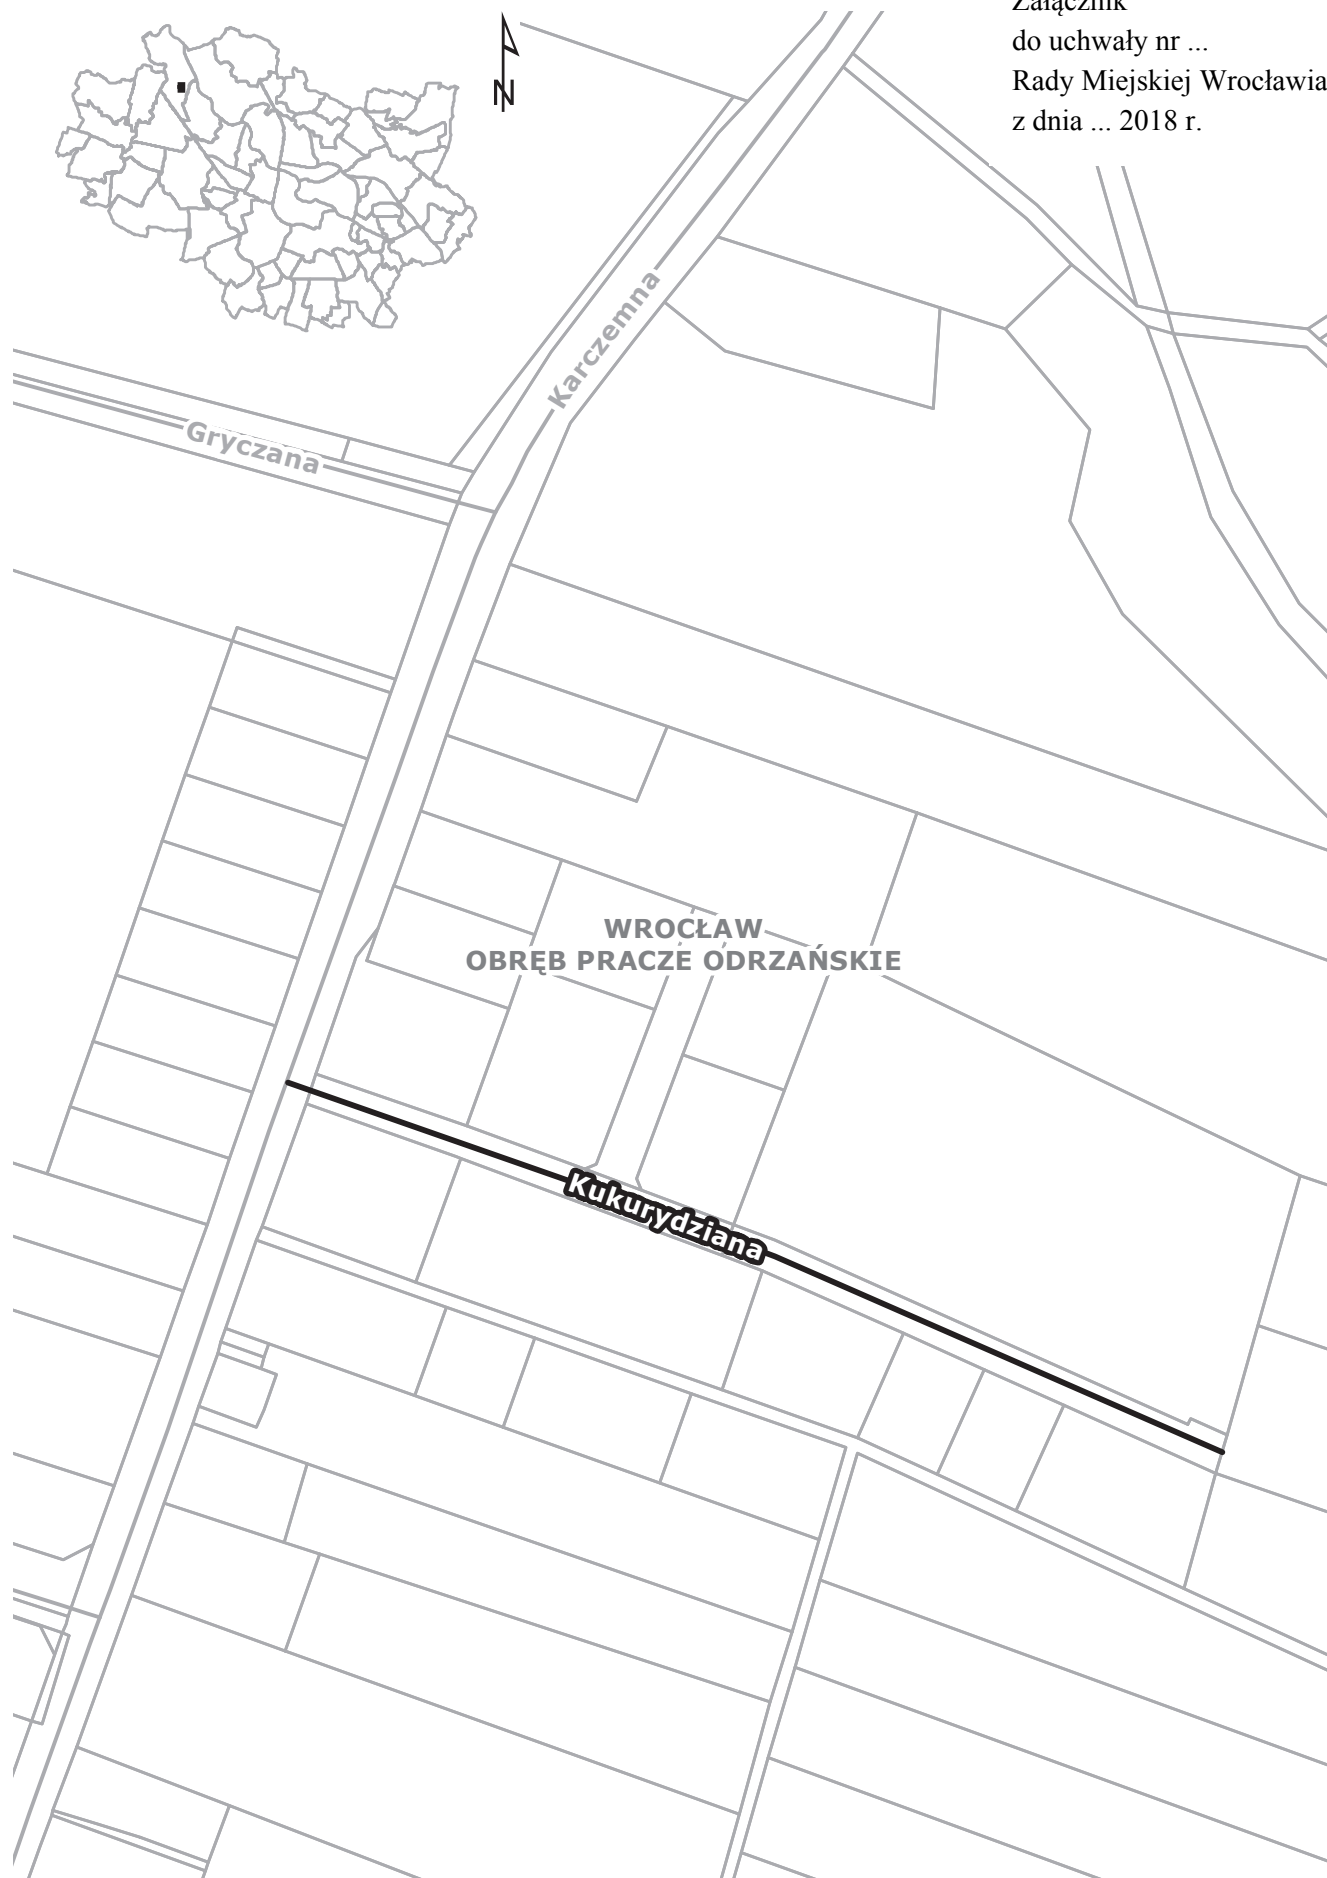 Załącznik
do uchwały nr ...
Rady Miejskiej Wrocławia
z dnia ... 2018 r.
N
Karczemna
Gryczana
WROCŁAW
OBRĘB PRACZE ODRZAŃSKIE
Kukurydziana